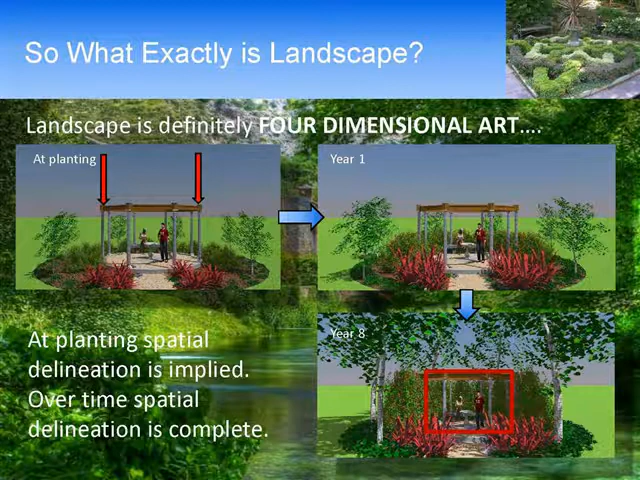 So What Exactly is Landscape?
Landscape is definitely FOUR DIMENSIONAL ART....
At planting
Year 1
At planting spatial
delineation is implied.
Over time spatial
delineation is complete.
Year 8